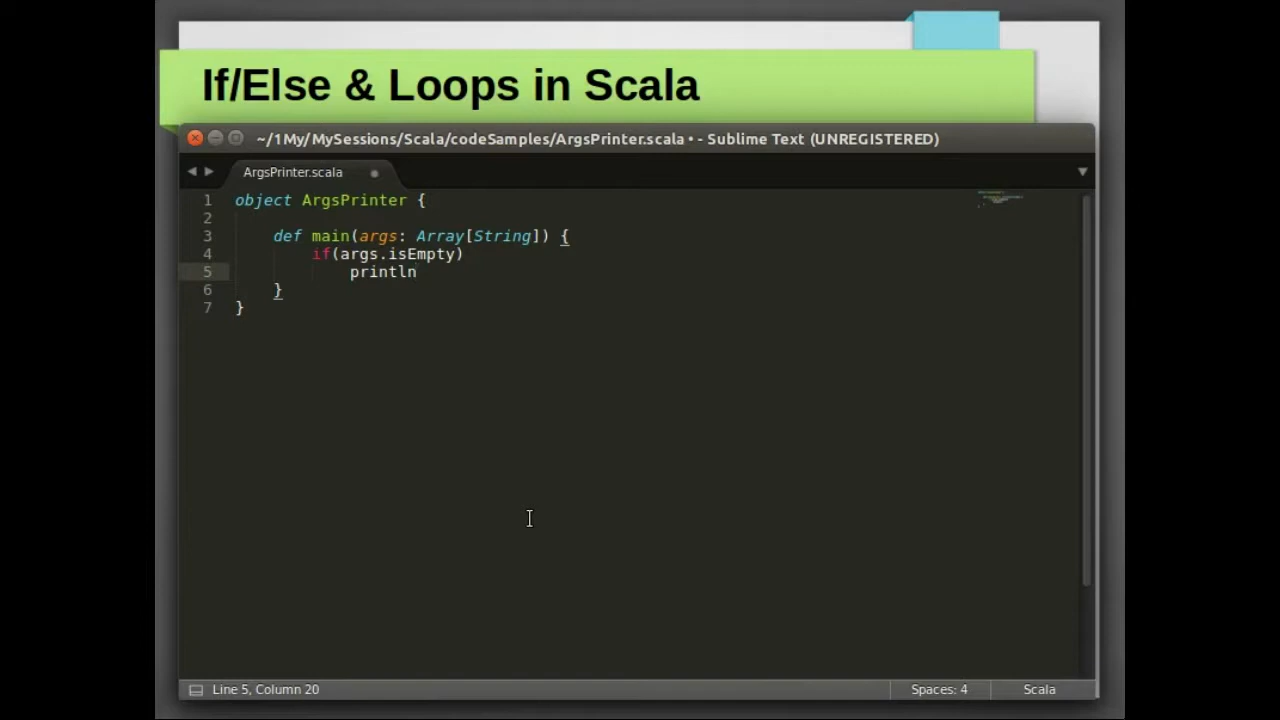 If/Else & Loops in Scala
~/1My/MySessions/Scala/codeSamples/ArgsPrinter.scala • - Sublime Text (UNREGISTERED)
ArgsPrinter.scala
1 object ArgsPrinter {
2
3     def main(args: Array[String]) {
4         if(args.isEmpty)
5             println
6     }
7 }
Line 5, Column 20 Spaces: 4 Scala